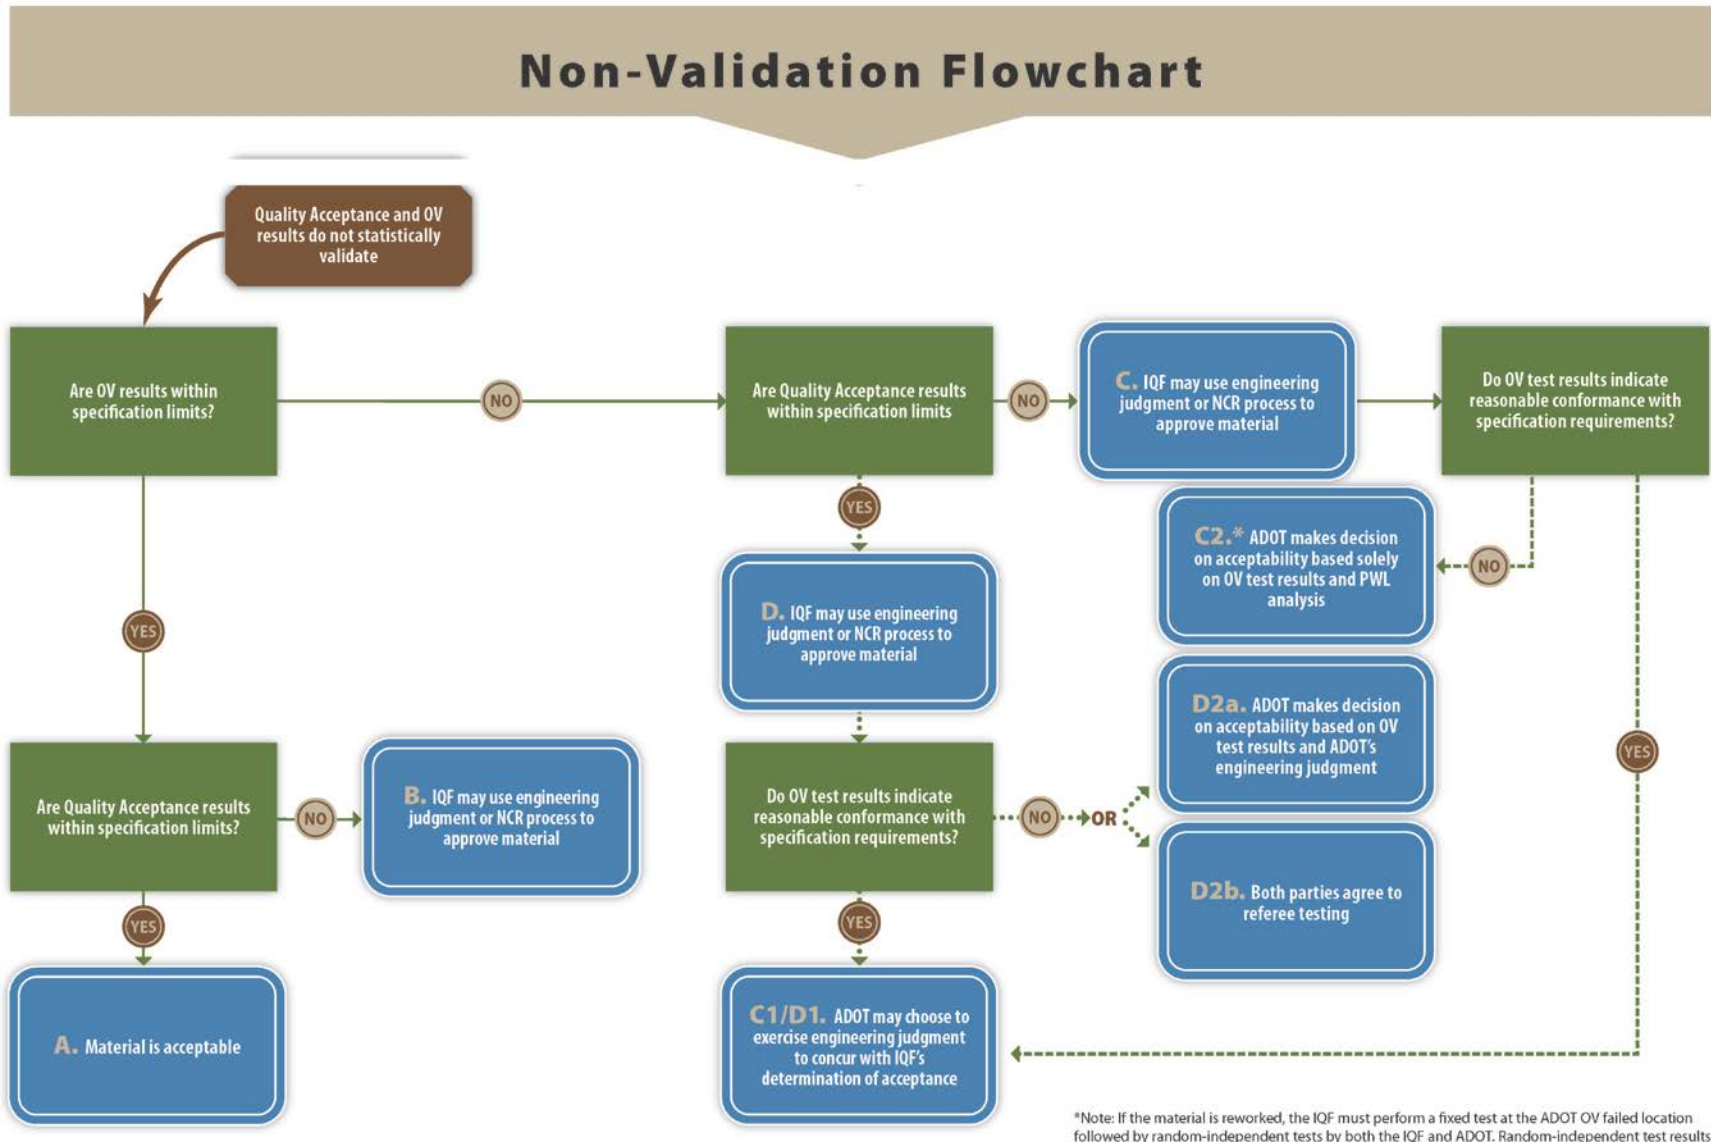 Non-Validation Flowchart
Quality Acceptance and OV
results do not statistically
validate
Are OV results within
specification limits?
NO
Are Quality Acceptance results
within specification limits
NO
C. IQF may use engineering
judgment or NCR process to
approve material
Do OV test results indicate
reasonable conformance with
specification requirements?
YES
C2.* ADOT makes decision
on acceptability based solely
on OV test results and PWL
analysis
NO
D. IQF may use engineering
judgment or NCR process to
approve material
YES
D2a. ADOT makes decision
on acceptability based on OV
test results and ADOT's
engineering judgment
YES
Are Quality Acceptance results
within specification limits?
NO
B. IQF may use engineering
judgment or NCR process to
approve material
Do OV test results indicate
reasonable conformance with
specification requirements?
NO
OR
D2b. Both parties agree to
referee testing
YES
YES
A. Material is acceptable
C1/D1. ADOT may choose to
exercise engineering judgment
to concur with IQF's
determination of acceptance
*Note: If the material is reworked, the IQF must perform a fixed test at the ADOT OV failed location
followed by random-independent tests by both the IQF and ADOT. Random-independent test results